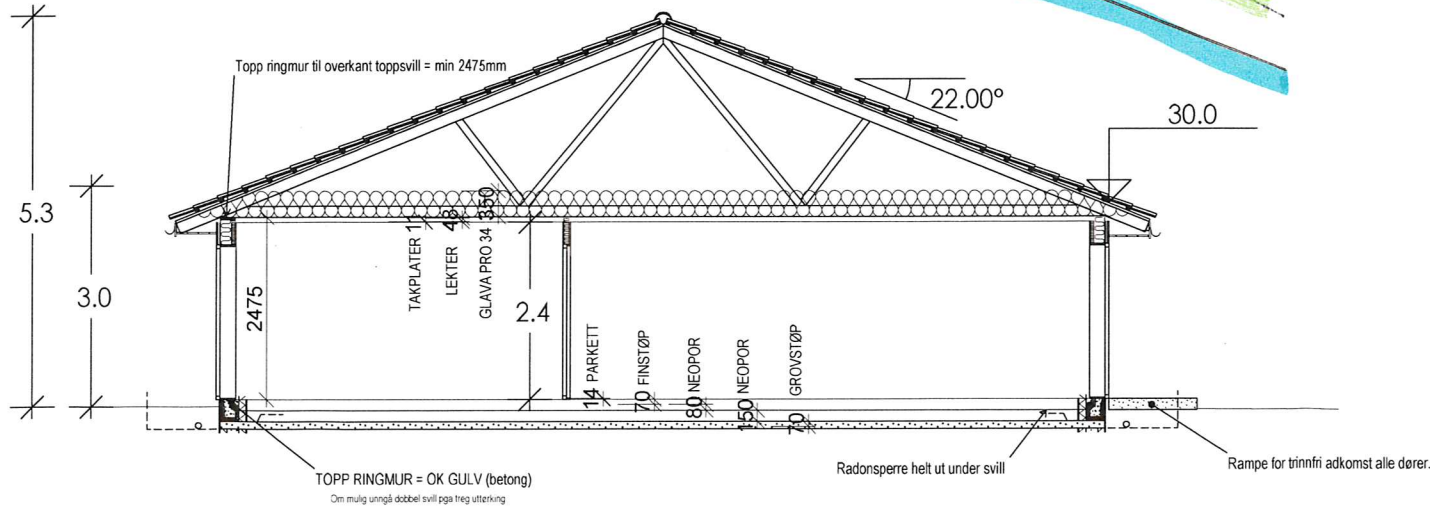 Topp ringmur til overkant toppsvill = min 2475mm
22.00°
30.0
5.3
3.0
2475
TAKPLATER 11
LEKTER 48
GLAVA PRO 34 350
2.4
14 PARKETT
70 FINSTØP
80 NEOPOR
150 NEOPOR
70 GROVSTØP
TOPP RINGMUR = OK GULV (betong)
Om mulig unngå dobbel svill pga treg uttørking
Radonsperre helt ut under svill
Rampe for trinnfri adkomst alle dører.